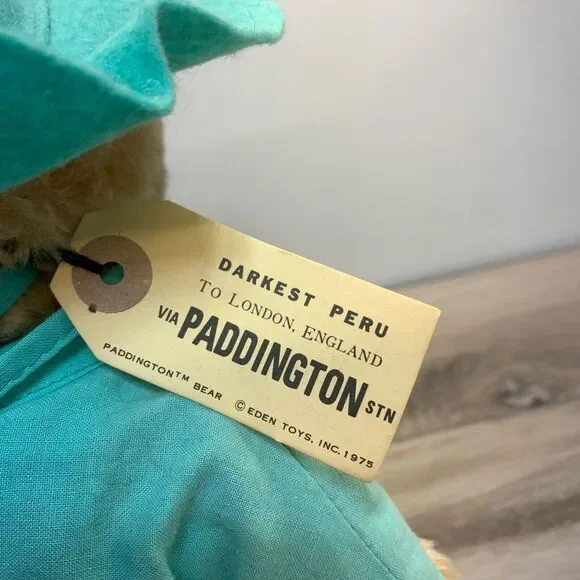 DARKEST PERU
TO LONDON, ENGLAND
VIA PADDINGTON STN
PADDINGTON™ BEAR
© EDEN TOYS, INC. 1975